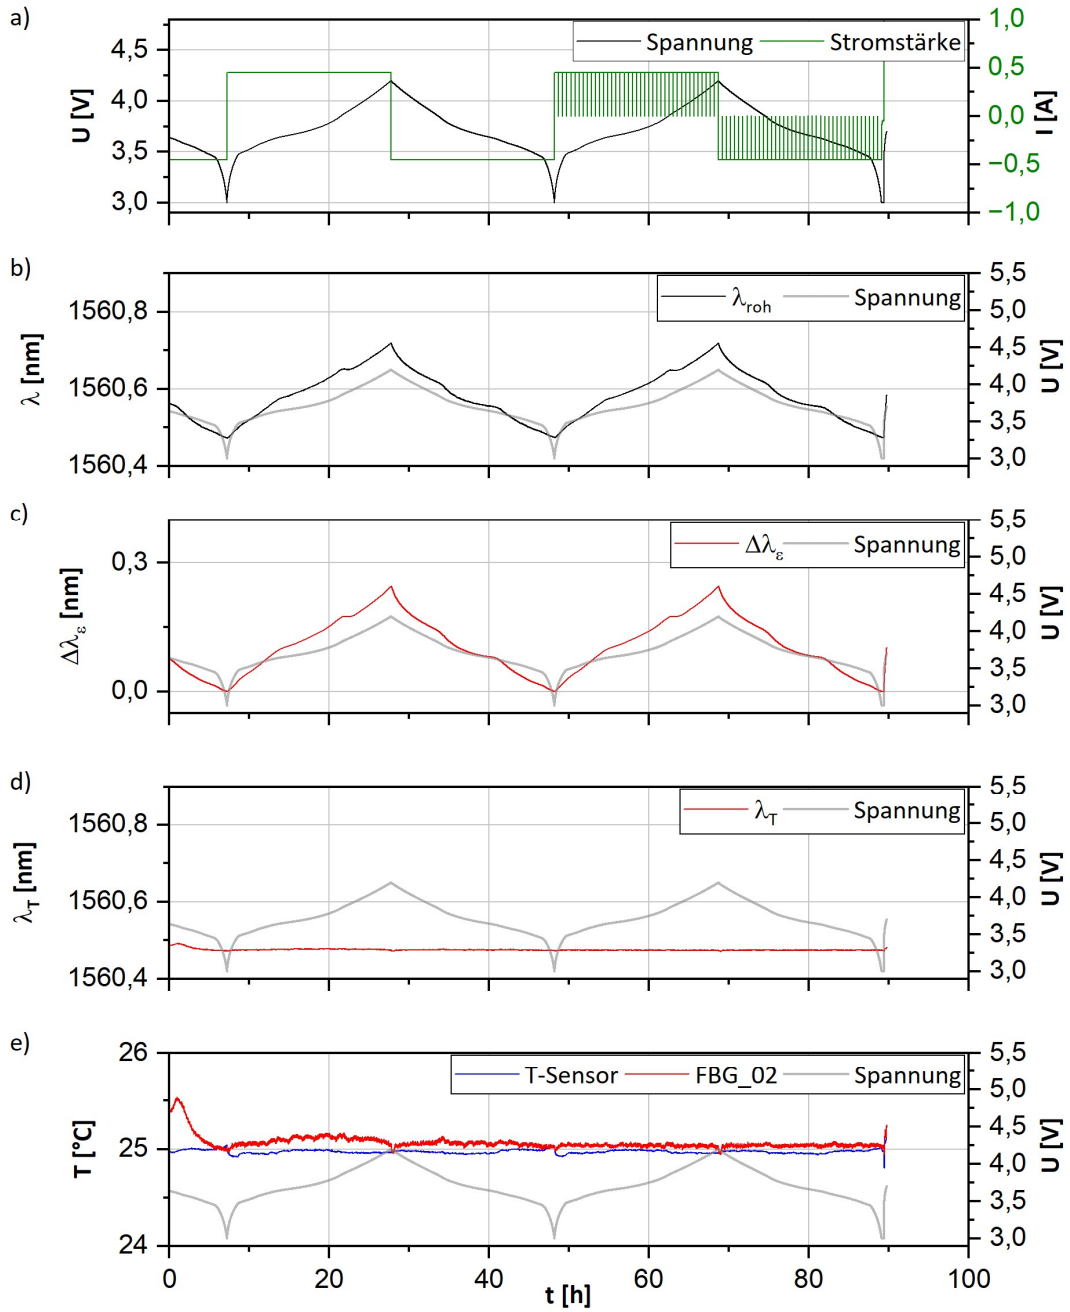 a)
U [V]
4,5
4,0
3,5
3,0
Spannung
Stromstärke
1,0
0,5
0,0
−0,5
−1,0
I [A]
b)
λ [nm]
1560,8
1560,6
1560,4
λroh
Spannung
5,5
5,0
4,5
4,0
3,5
3,0
U [V]
c)
Δλε [nm]
0,3
0,0
Δλε
Spannung
5,5
5,0
4,5
4,0
3,5
3,0
U [V]
d)
λT [nm]
1560,8
1560,6
1560,4
λT
Spannung
5,5
5,0
4,5
4,0
3,5
3,0
U [V]
e)
T [°C]
26
25
24
T-Sensor
FBG_02
Spannung
5,5
5,0
4,5
4,0
3,5
3,0
U [V]
0 20 40 60 80 100
t [h]